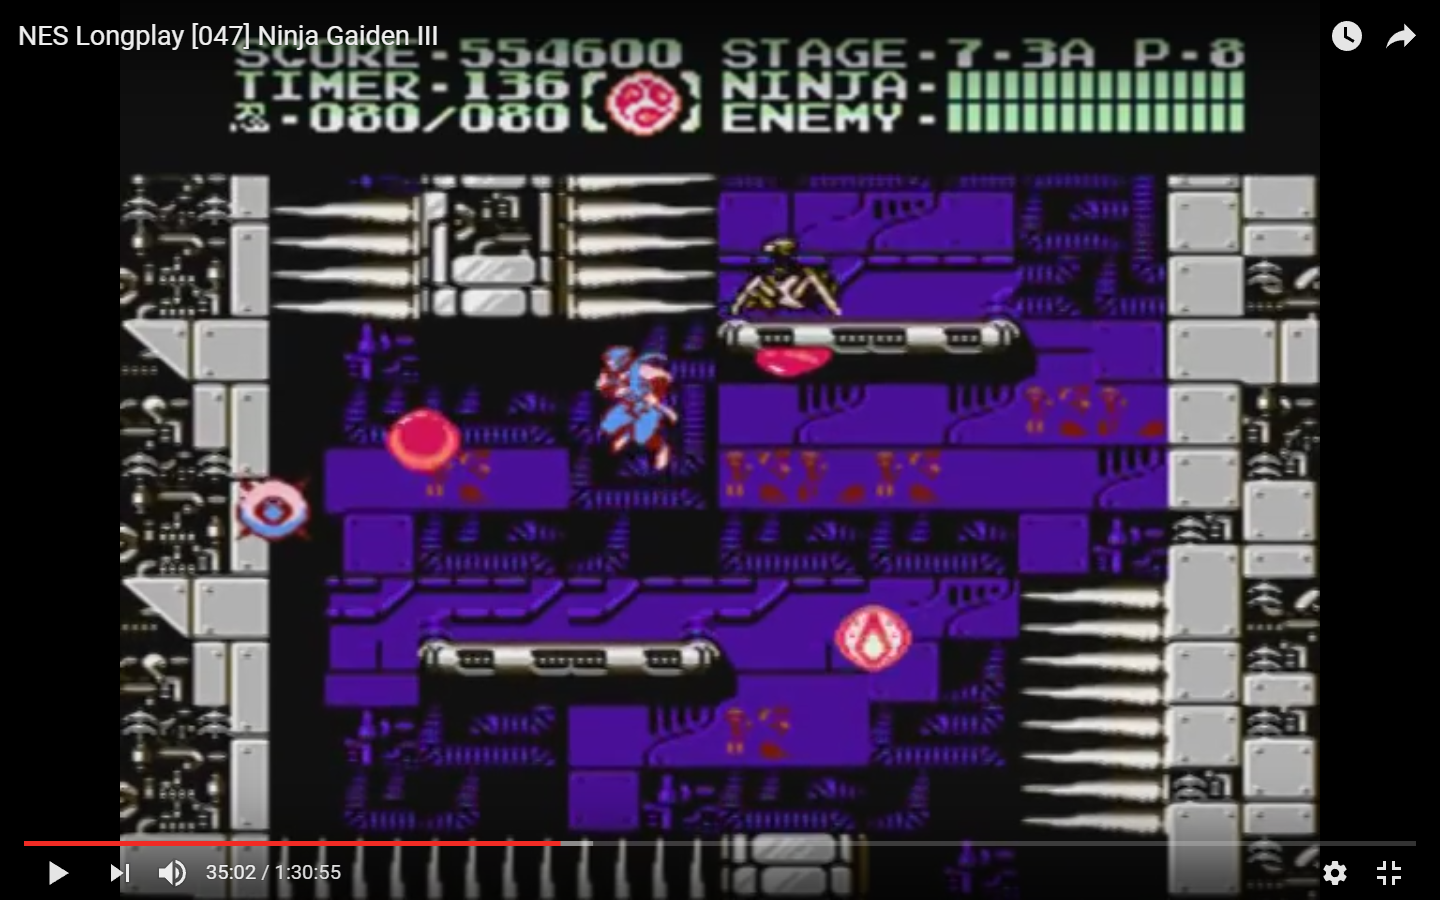 NES Longplay [047] Ninja Gaiden III
SCORE-554600 STAGE-7-3A P-8
TIMER-136 NINJA-
-080/080 ENEMY-
35:02 / 1:30:55